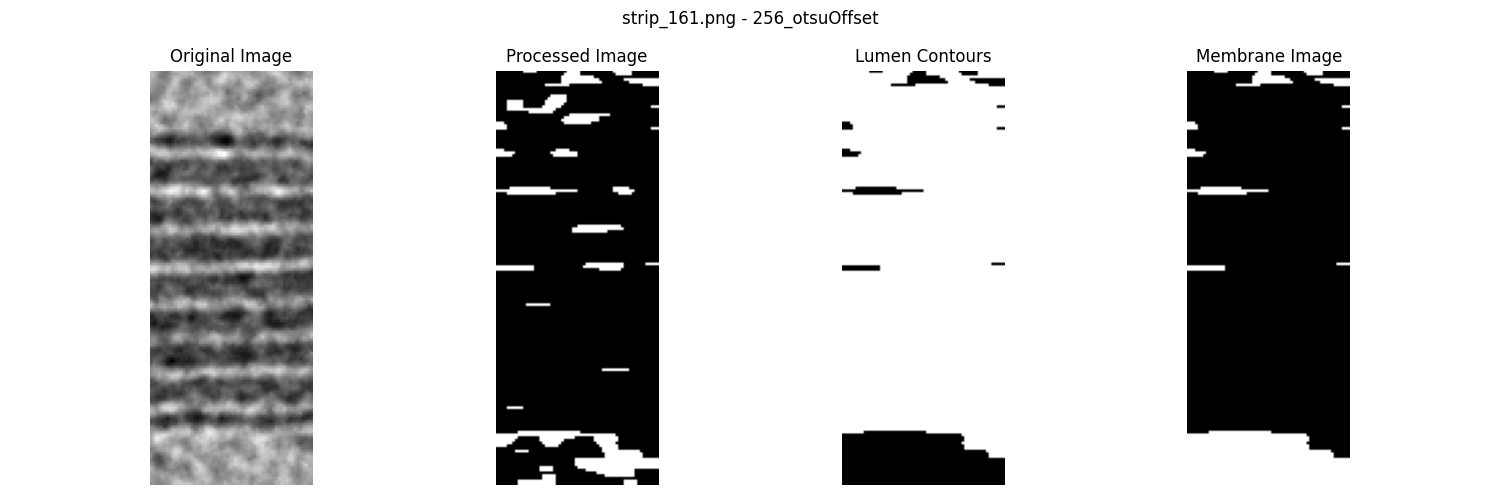 strip_161.png - 256_otsuOffset
Original Image
Processed Image
Lumen Contours
Membrane Image